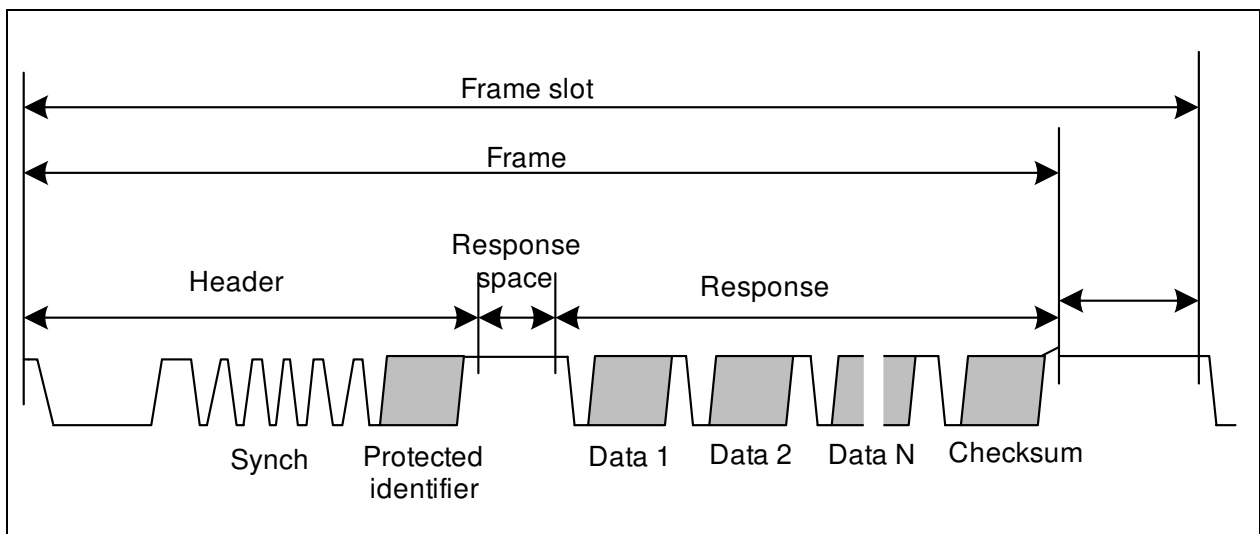 Frame slot
Frame
Response
space
Header
Response
Synch
Protected
identifier
Data 1
Data 2
Data N
Checksum